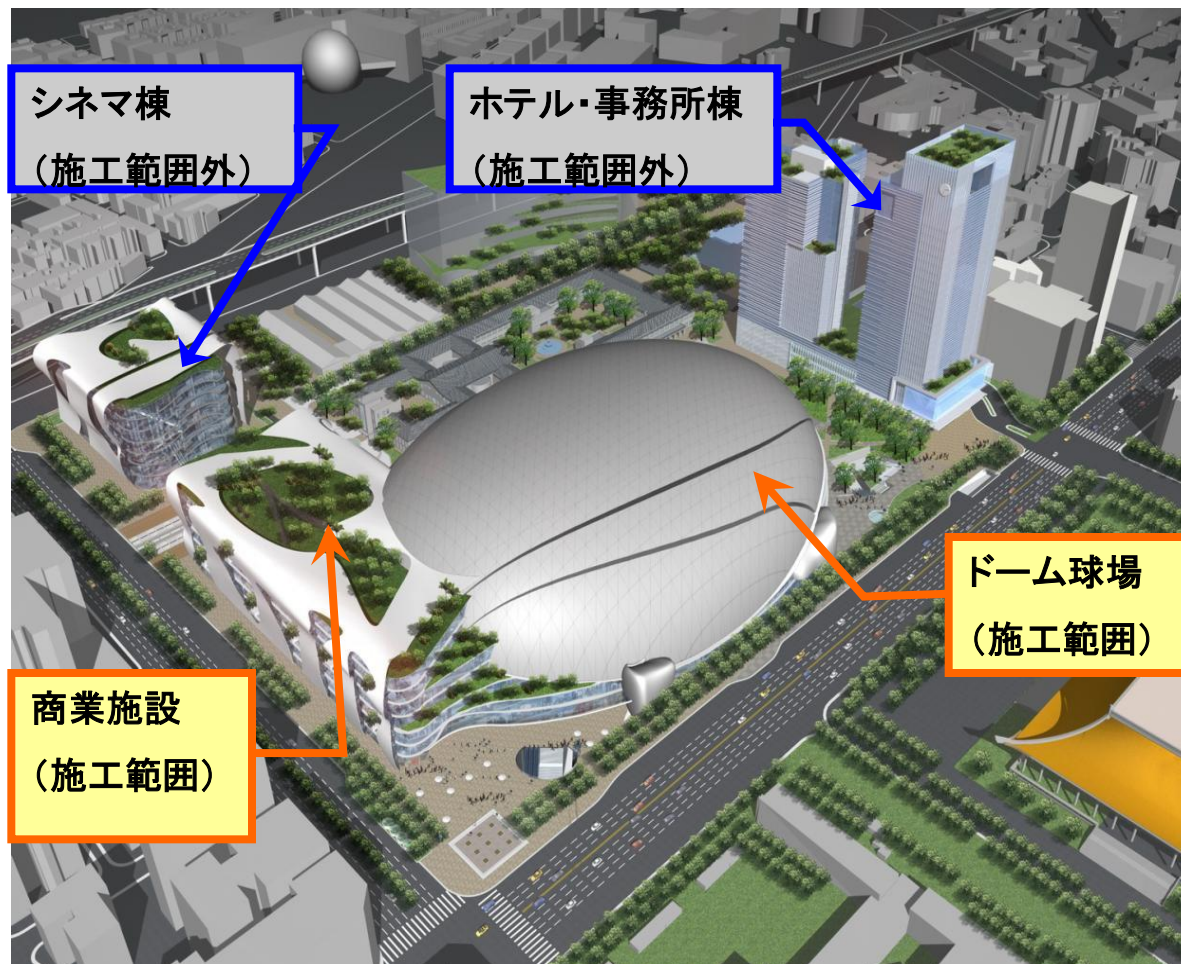 シネマ棟
（施工範囲外）
ホテル・事務所棟
（施工範囲外）
ドーム球場
（施工範囲）
商業施設
（施工範囲）